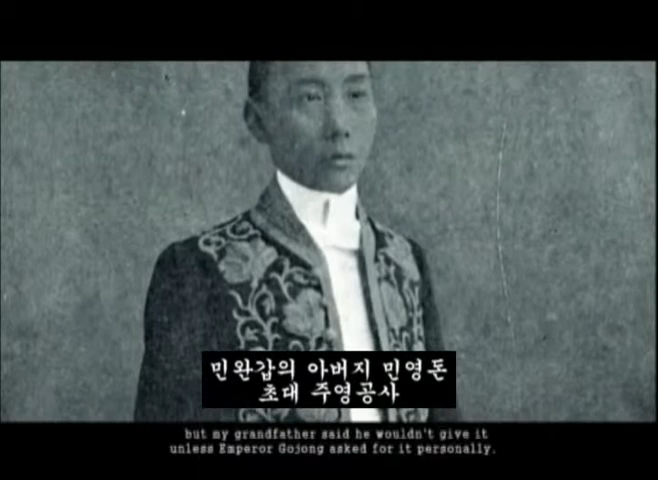 민완갑의 아버지 민영돈
초대 주영공사
but my grandfather said he wouldn't give it
unless Emperor Gojong asked for it personally.